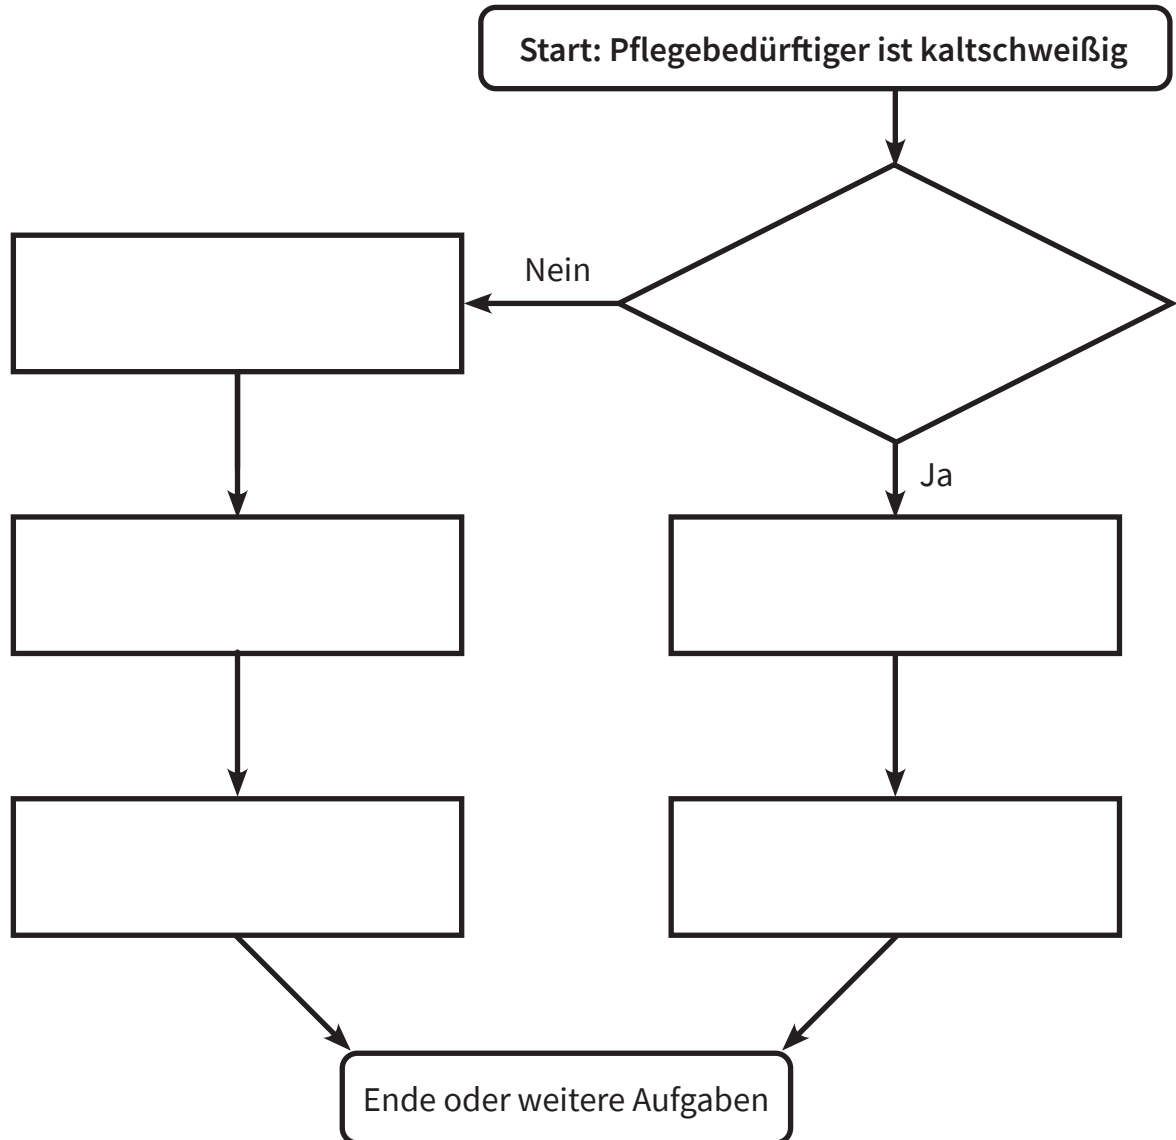 Start: Pflegebedürftiger ist kaltschweißig
Nein
Ja
Ende oder weitere Aufgaben